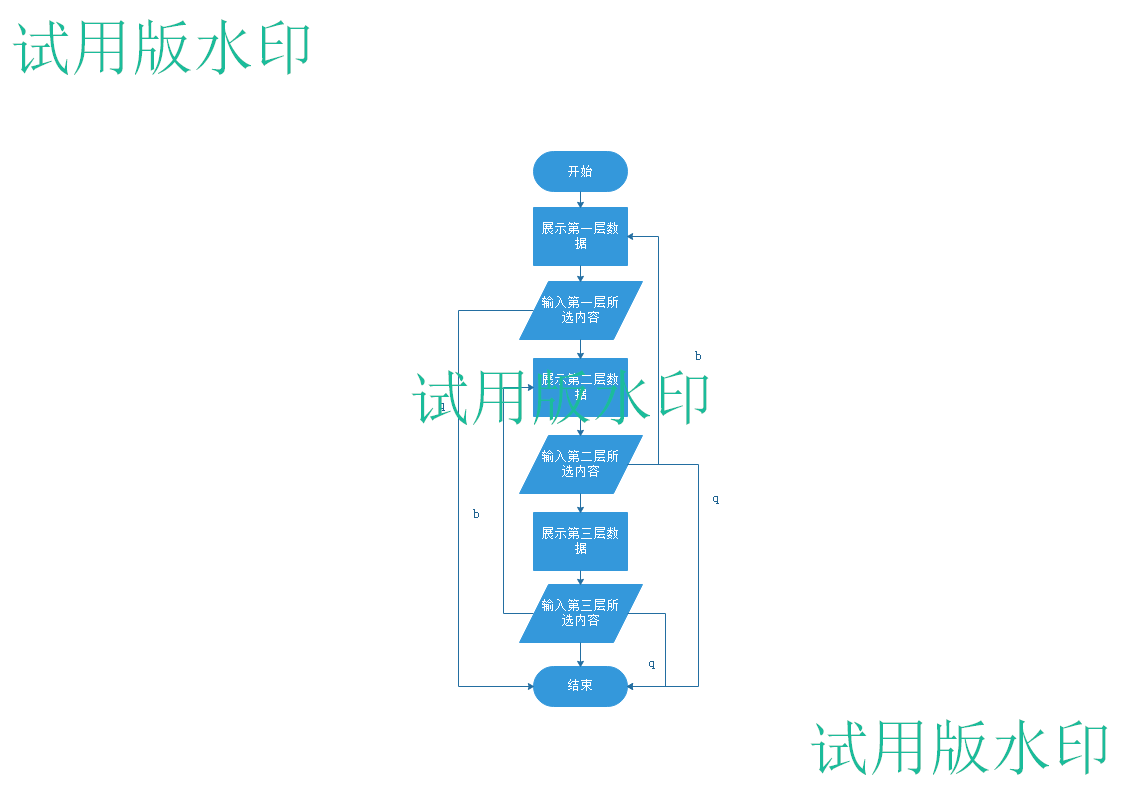 试用版水印
开始
展示第一层数
据
输入第一层所
选内容
b
展示第二层数
据
试用版水印
q
输入第二层所
选内容
q
b
展示第三层数
据
输入第三层所
选内容
q
结束
试用版水印